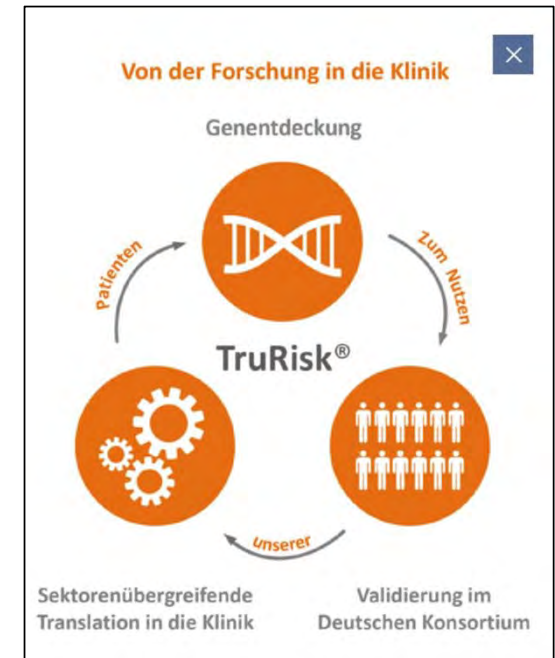 Von der Forschung in die Klinik
Genentdeckung
Zum Nutzen
Patienten
TruRisk®
unserer
Sektorenübergreifende
Translation in die Klinik
Validierung im
Deutschen Konsortium